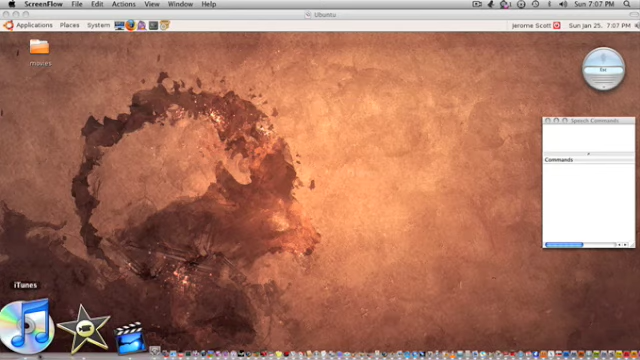 ScreenFlow File Edit Actions View Window Help Sun 7:07 PM
Ubuntu
Applications Places System Jerome Scott Sun Jan 25, 7:07 PM
movies
Esc
Speech Commands
Commands
iTunes